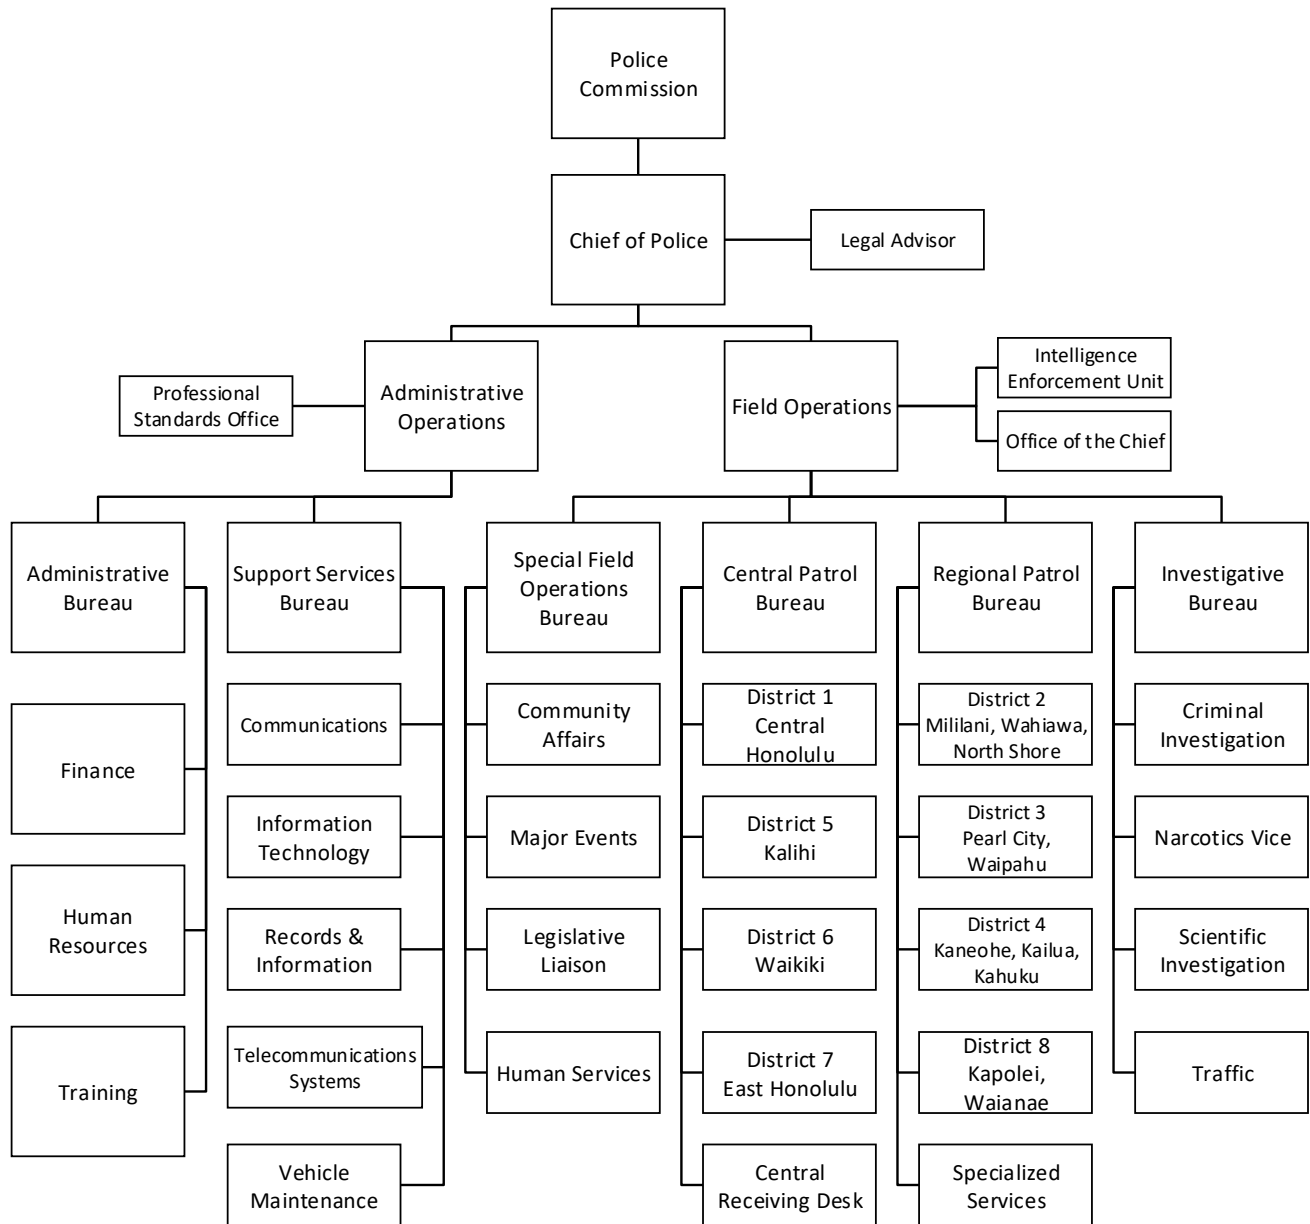 Police
Commission
Chief of Police
Legal Advisor
Professional
Standards Office
Administrative
Operations
Field Operations
Intelligence
Enforcement Unit
Office of the Chief
Administrative
Bureau
Support Services
Bureau
Special Field
Operations
Bureau
Central Patrol
Bureau
Regional Patrol
Bureau
Investigative
Bureau
Finance
Human
Resources
Training
Communications
Information
Technology
Records &
Information
Telecommunications
Systems
Vehicle
Maintenance
Community
Affairs
Major Events
Legislative
Liaison
Human Services
District 1
Central
Honolulu
District 5
Kalihi
District 6
Waikiki
District 7
East Honolulu
Central
Receiving Desk
District 2
Mililani, Wahiawa,
North Shore
District 3
Pearl City,
Waipahu
District 4
Kaneohe, Kailua,
Kahuku
District 8
Kapolei,
Waianae
Specialized
Services
Criminal
Investigation
Narcotics Vice
Scientific
Investigation
Traffic